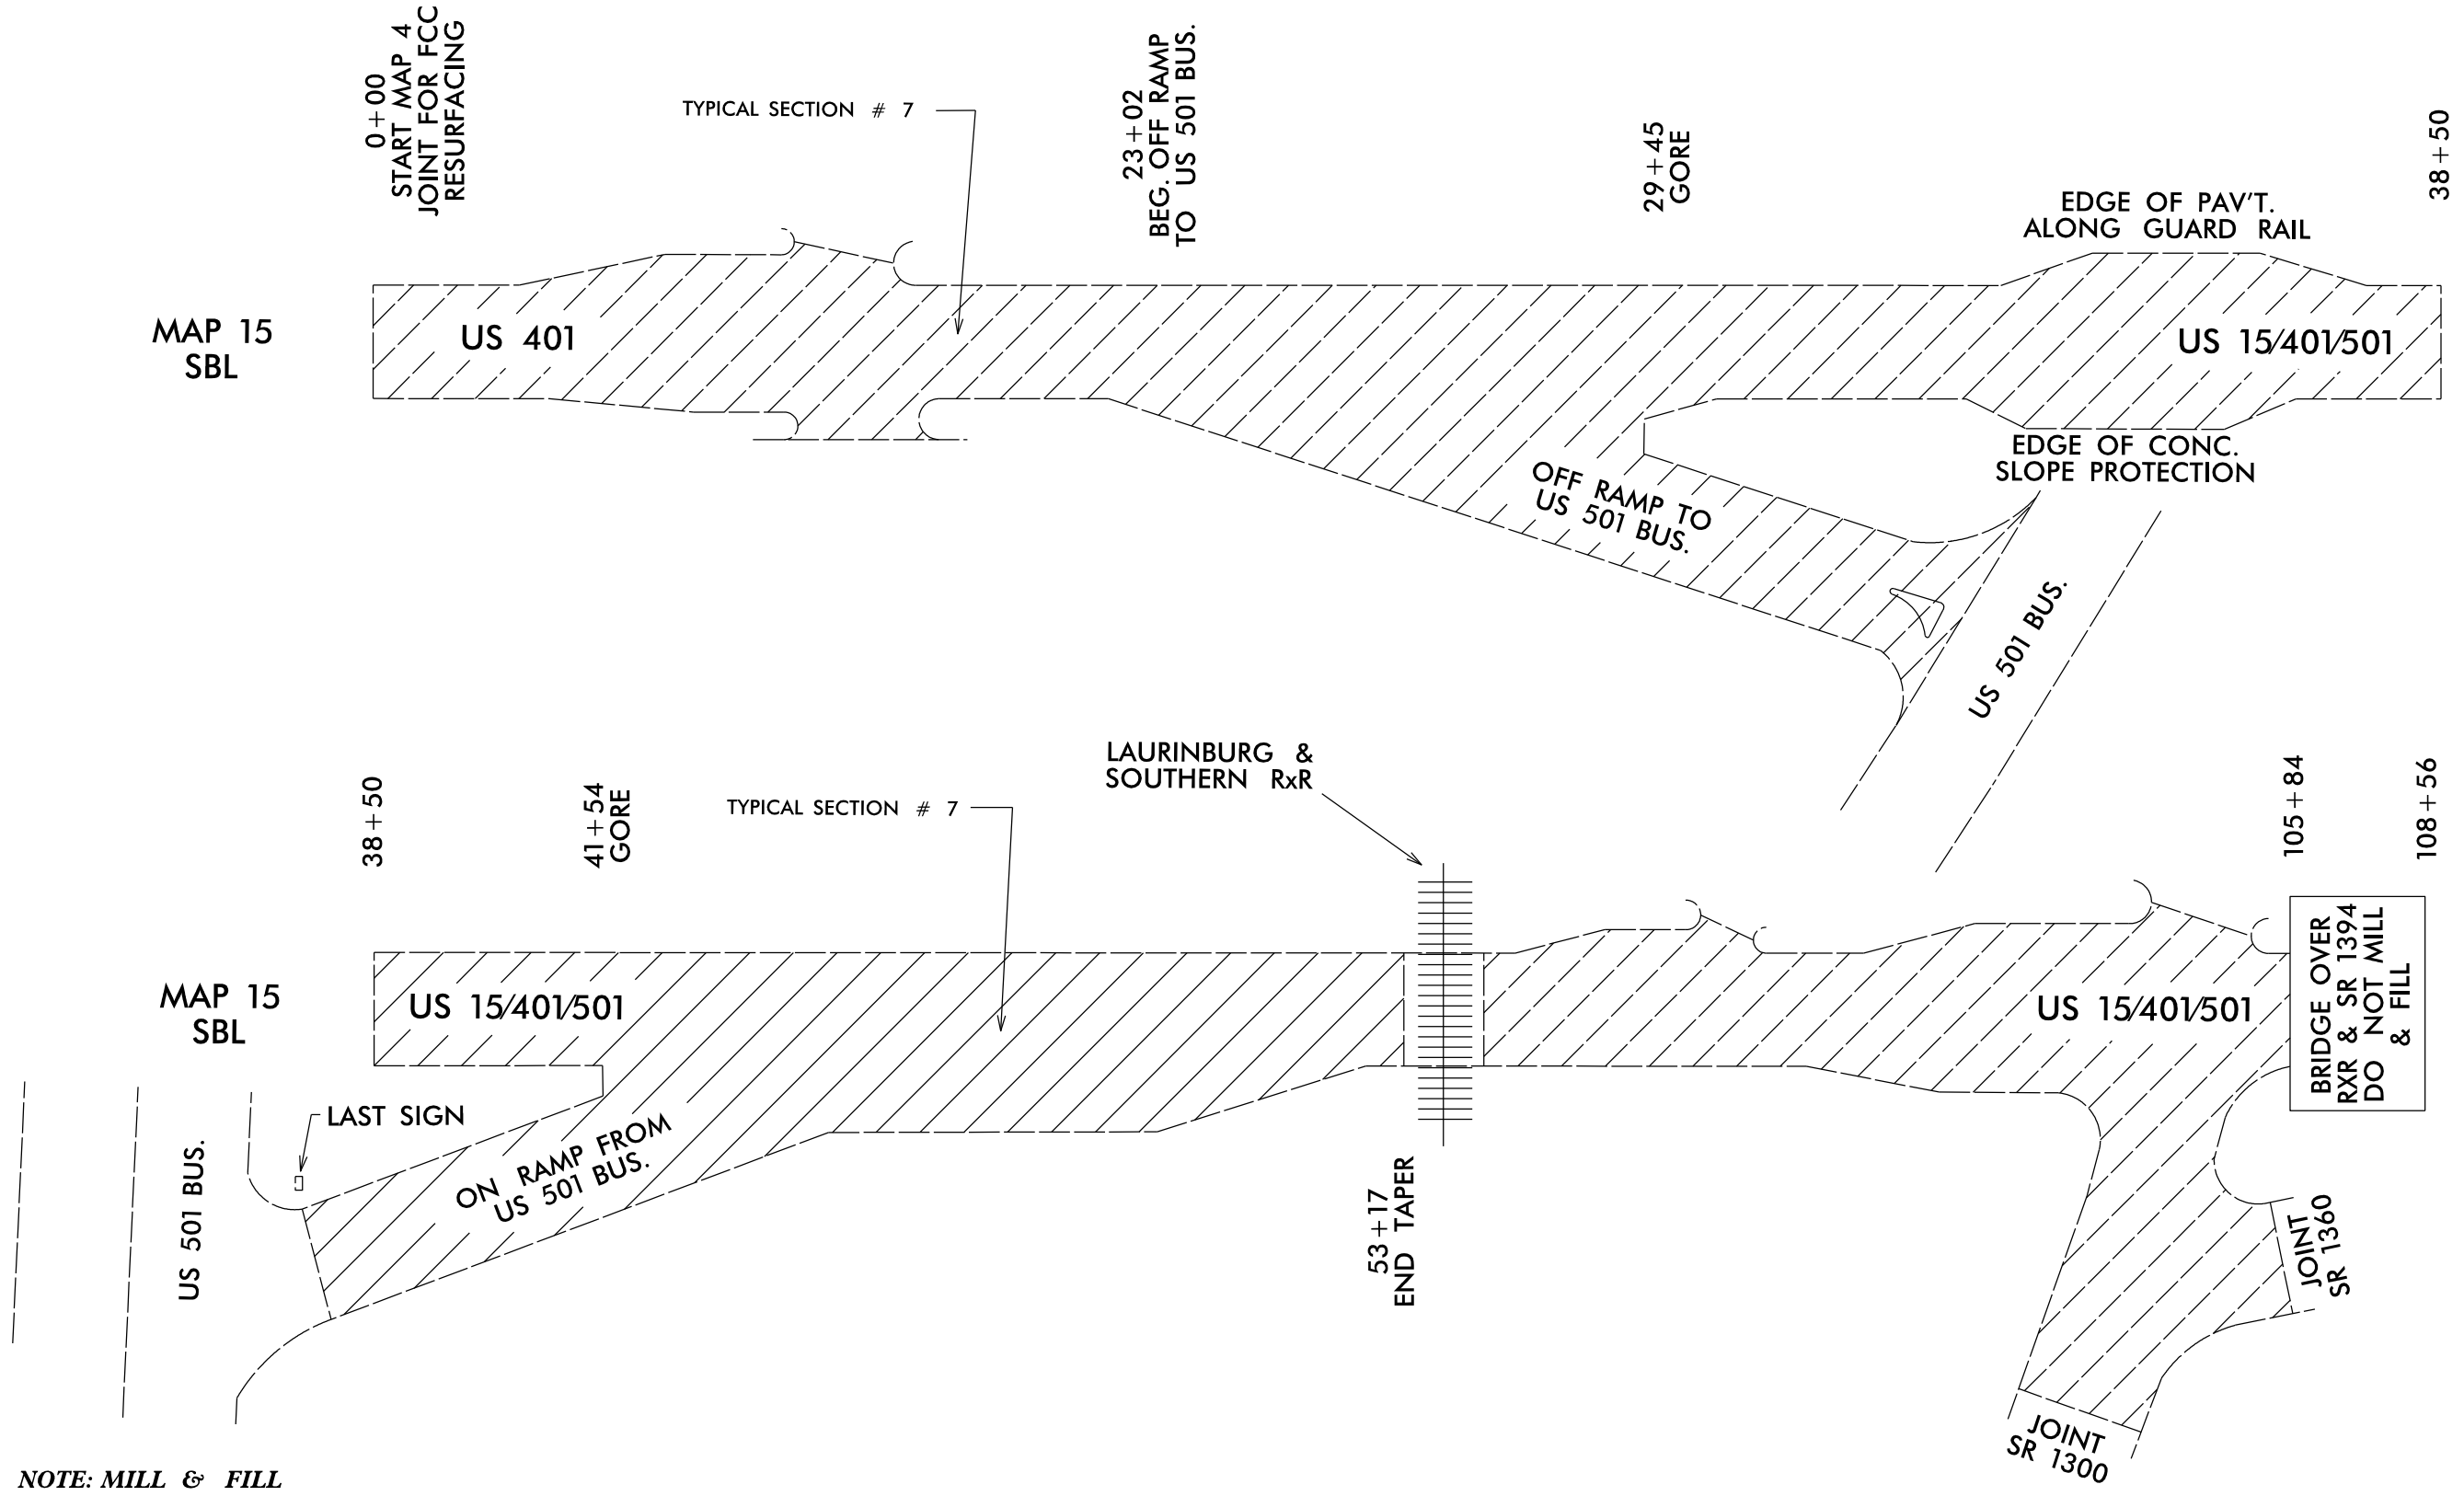 0+00
START MAP 4
JOINT FOR FCC
RESURFACING
TYPICAL SECTION # 7
23+02
BEG. OFF RAMP
TO US 501 BUS.
29+45
GORE
38+50
EDGE OF PAV'T.
ALONG GUARD RAIL
MAP 15
SBL
US 401
US 15/401/501
EDGE OF CONC.
SLOPE PROTECTION
OFF RAMP TO
US 501 BUS.
US 501 BUS.
38+50
41+54
GORE
TYPICAL SECTION # 7
LAURINBURG &
SOUTHERN RxR
105+84
108+56
MAP 15
SBL
US 15/401/501
US 15/401/501
BRIDGE OVER
RXR & SR 1394
DO NOT MILL
& FILL
LAST SIGN
US 501 BUS.
ON RAMP FROM
US 501 BUS.
53+17
END TAPER
JOINT
SR 1360
JOINT
SR 1300
NOTE: MILL & FILL